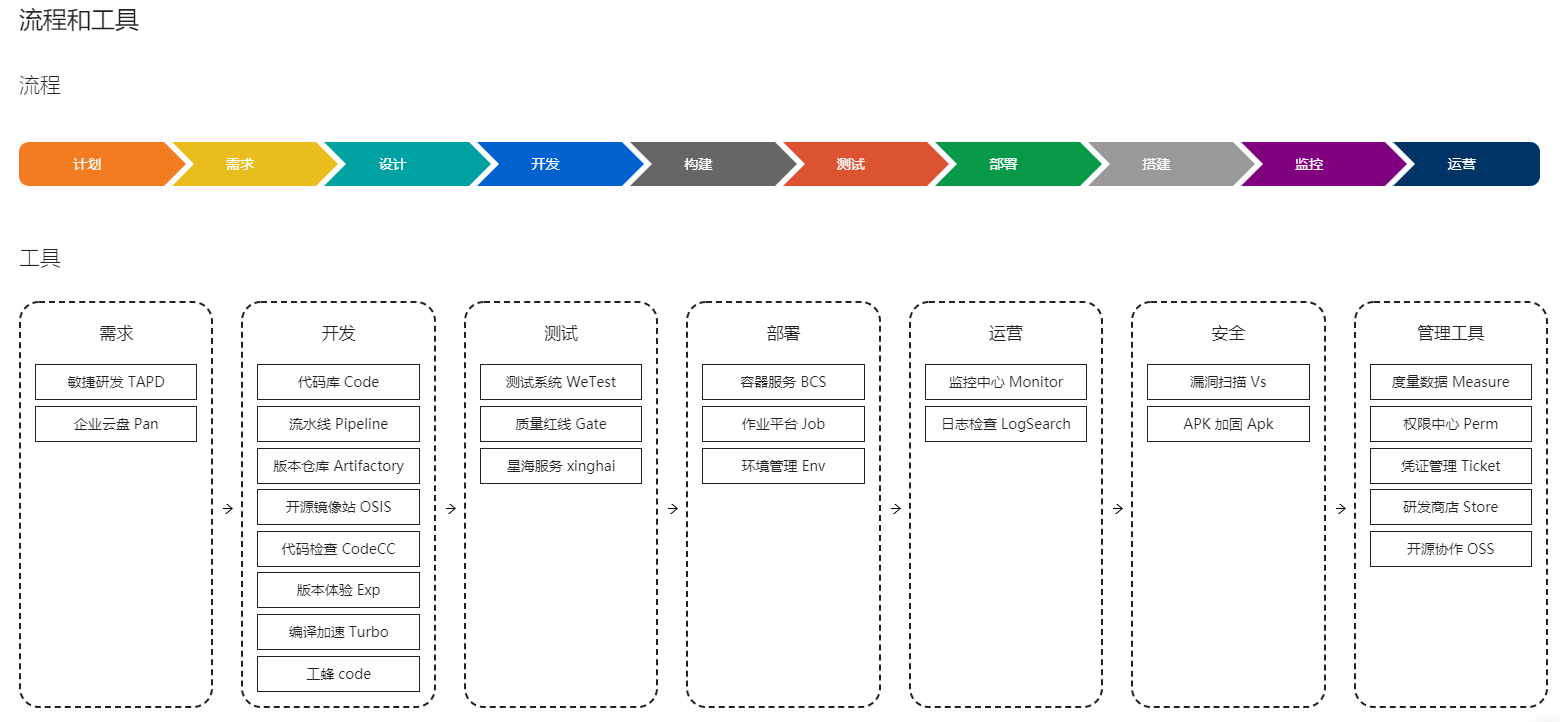 流程和工具
流程
计划
需求
设计
开发
构建
测试
部署
搭建
监控
运营
工具
需求
敏捷研发 TAPD
企业云盘 Pan
开发
代码库 Code
流水线 Pipeline
版本仓库 Artifactory
开源镜像站 OSIS
代码检查 CodeCC
版本体验 Exp
编译加速 Turbo
工蜂 code
测试
测试系统 WeTest
质量红线 Gate
星海服务 xinghai
部署
容器服务 BCS
作业平台 Job
环境管理 Env
运营
监控中心 Monitor
日志检查 LogSearch
安全
漏洞扫描 Vs
APK 加固 Apk
管理工具
度量数据 Measure
权限中心 Perm
凭证管理 Ticket
研发商店 Store
开源协作 OSS